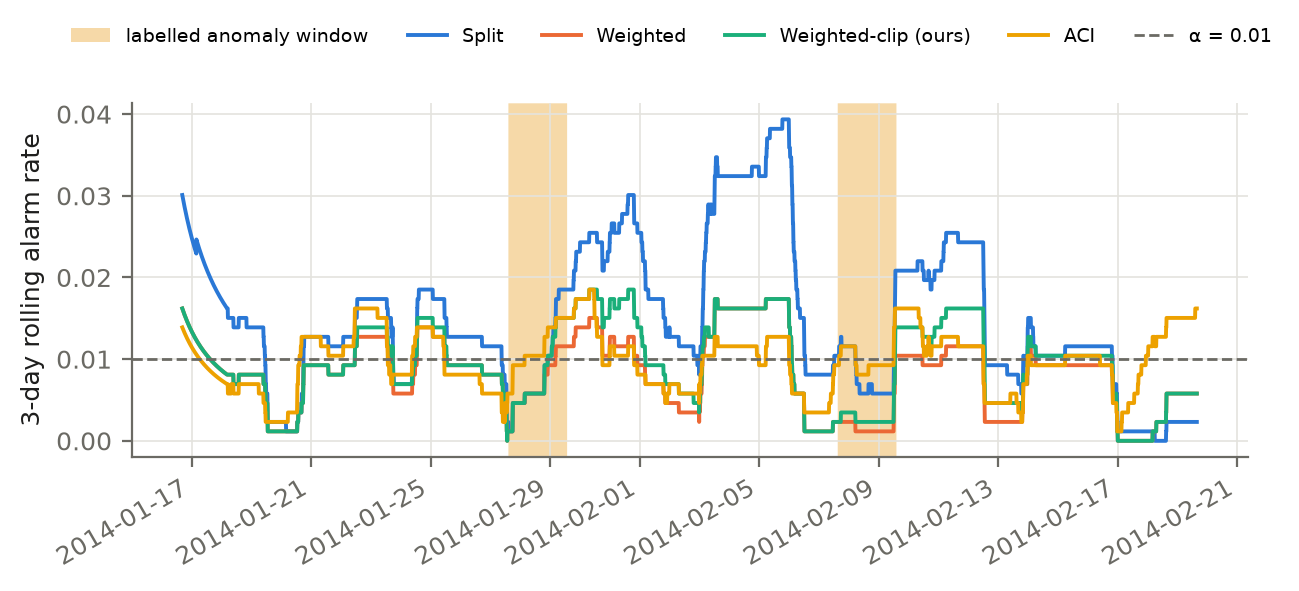 labelled anomaly window
Split
Weighted
Weighted-clip (ours)
ACI
α = 0.01
3-day rolling alarm rate
0.04
0.03
0.02
0.01
0.00
2014-01-17
2014-01-21
2014-01-25
2014-01-29
2014-02-01
2014-02-05
2014-02-09
2014-02-13
2014-02-17
2014-02-21